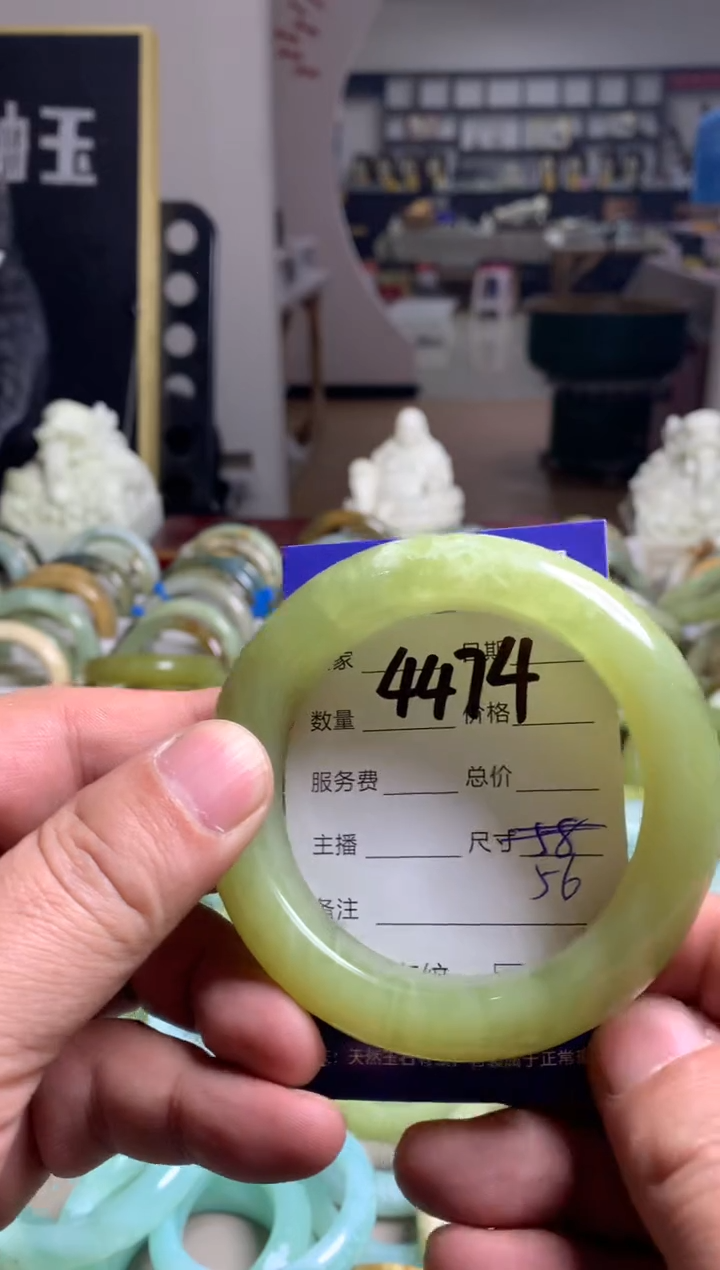 玉
家 日期
4474
数量 价格
服务费 总价
主播 尺寸 58
56
备注